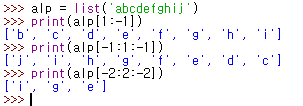 >>> alp = list('abcdefghij')
>>> print(alp[1:-1])
['b', 'c', 'd', 'e', 'f', 'g', 'h', 'i']
>>> print(alp[-1:1:-1])
['j', 'i', 'h', 'g', 'f', 'e', 'd', 'c']
>>> print(alp[-2:2:-2])
['i', 'g', 'e']
>>>